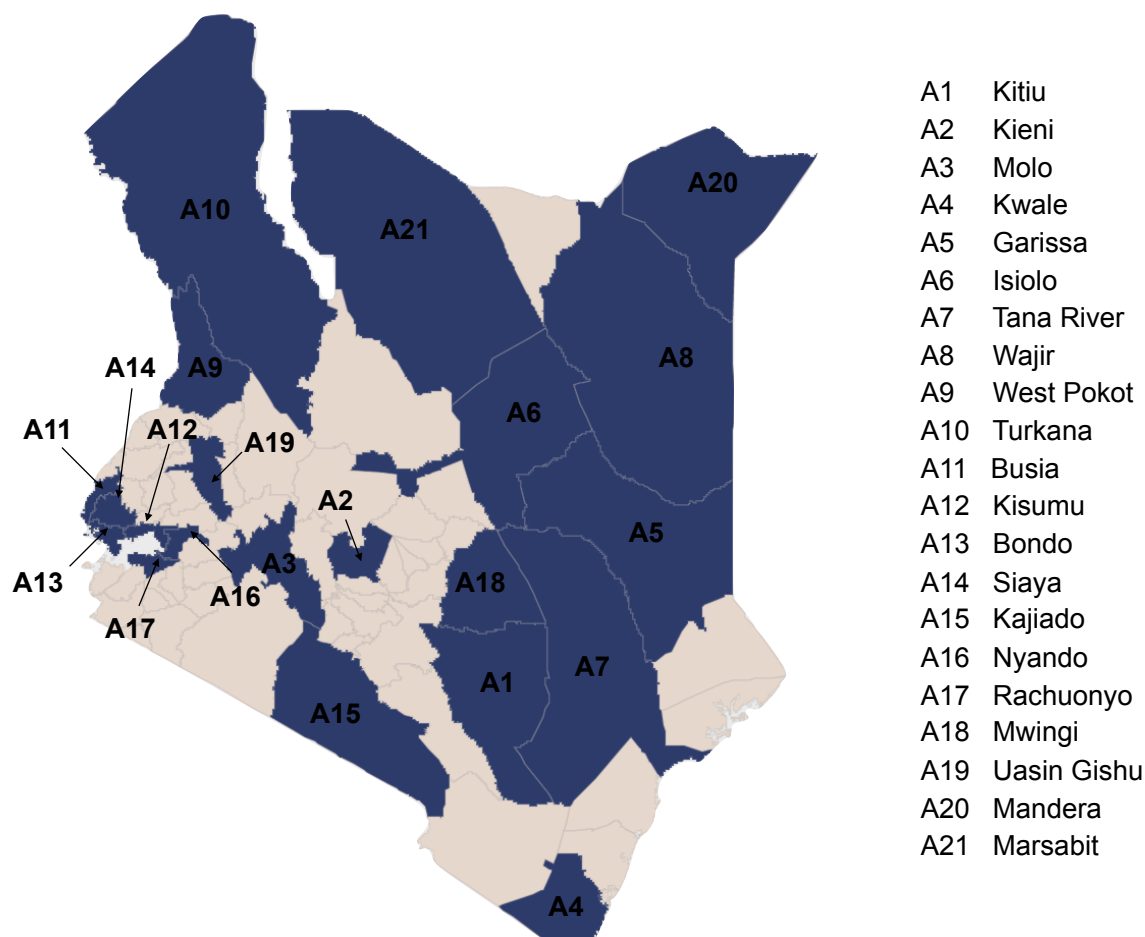 A20
A10
A21
A14
A9
A8
A11
A12
A19
A6
A2
A5
A13
A3
A16
A18
A17
A7
A1
A15
A4
A1 Kitiu
A2 Kieni
A3 Molo
A4 Kwale
A5 Garissa
A6 Isiolo
A7 Tana River
A8 Wajir
A9 West Pokot
A10 Turkana
A11 Busia
A12 Kisumu
A13 Bondo
A14 Siaya
A15 Kajiado
A16 Nyando
A17 Rachuonyo
A18 Mwingi
A19 Uasin Gishu
A20 Mandera
A21 Marsabit